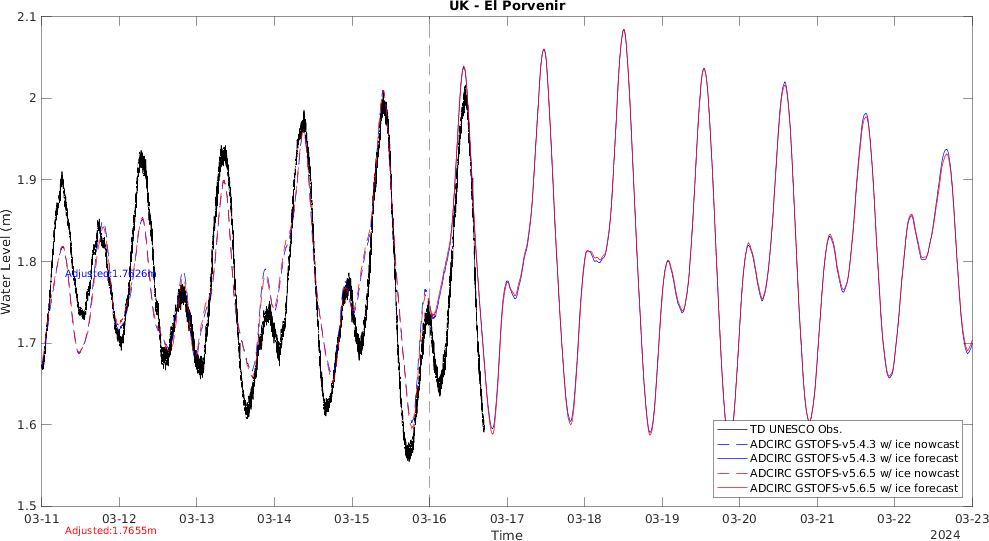 UK - El Porvenir
2.1
2
1.9
1.8
1.7
1.6
1.5
Water Level (m)
Adjusted:1.7626m
TD UNESCO Obs.
ADCIRC GSTOFS-v5.4.3 w/ ice nowcast
ADCIRC GSTOFS-v5.4.3 w/ ice forecast
ADCIRC GSTOFS-v5.6.5 w/ ice nowcast
ADCIRC GSTOFS-v5.6.5 w/ ice forecast
03-11 03-12 03-13 03-14 03-15 03-16 03-17 03-18 03-19 03-20 03-21 03-22 03-23
Adjusted:1.7655m
Time
2024